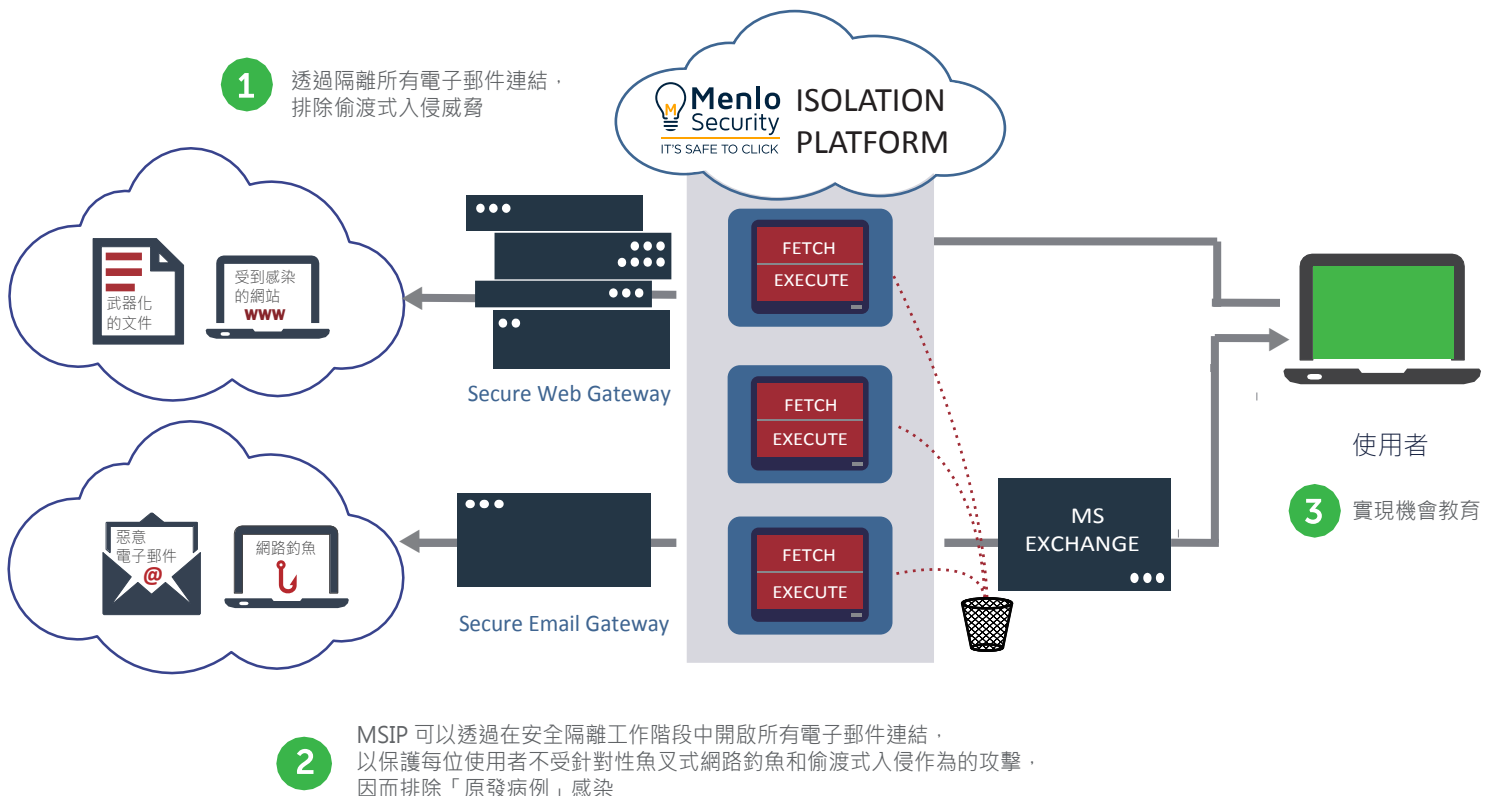 1
透過隔離所有電子郵件連結，
排除偷渡式入侵威脅
M
Menlo
Security
IT'S SAFE TO CLICK
ISOLATION
PLATFORM
武器化
的文件
受到感染
的網站
WWW
Secure Web Gateway
FETCH
EXECUTE
FETCH
EXECUTE
FETCH
EXECUTE
惡意
電子郵件
@
網路釣魚
Secure Email Gateway
MS
EXCHANGE
使用者
3
實現機會教育
2
MSIP 可以透過在安全隔離工作階段中開啟所有電子郵件連結，
以保護每位使用者不受針對性魚叉式網路釣魚和偷渡式入侵作為的攻擊，
因而排除「原發病例」感染